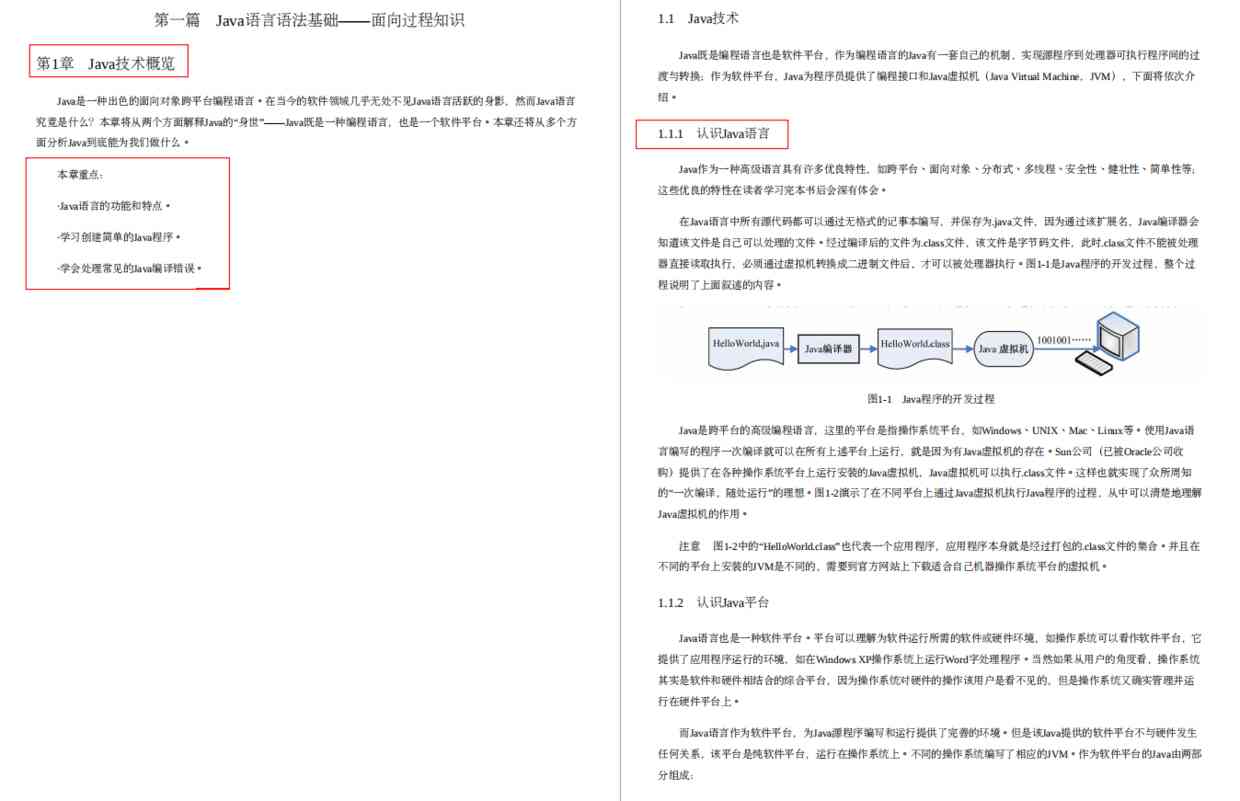 第一篇　Java语言语法基础——面向过程知识
第1章　Java技术概览
Java是一种出色的面向对象跨平台编程语言。在当今的软件领域几乎无处不见Java语言活跃的身影，然而Java语言
究竟是什么？本章将从两个方面解释Java的“身世”——Java既是一种编程语言，也是一个软件平台。本章还将从多个方
面分析Java到底能为我们做什么。
本章重点：
·Java语言的功能和特点。
·学习创建简单的Java程序。
·学会处理常见的Java编译错误。
1.1　Java技术
Java既是编程语言也是软件平台，作为编程语言的Java有一套自己的机制，实现源程序到处理器可执行程序间的过
渡与转换；作为软件平台，Java为程序员提供了编程接口和Java虚拟机（Java Virtual Machine，JVM），下面将依次介
绍。
1.1.1　认识Java语言
Java作为一种高级语言具有许多优良特性，如跨平台、面向对象、分布式、多线程、安全性、健壮性、简单性等；
这些优良的特性在读者学习完本书后会深有体会。
在Java语言中所有源代码都可以通过无格式的记事本编写，并保存为.java文件，因为通过该扩展名，Java编译器会
知道该文件是自己可以处理的文件。经过编译后的文件为.class文件，该文件是字节码文件，此时.class文件不能被处理
器直接读取执行，必须通过虚拟机转换成二进制文件后，才可以被处理器执行。图1-1是Java程序的开发过程，整个过
程说明了上面叙述的内容。
HelloWorld.java Java编译器 HelloWorld.class Java 虚拟机 1001001……
图1-1　Java程序的开发过程
Java是跨平台的高级编程语言，这里的平台是指操作系统平台，如Windows、UNIX、Mac、Linux等。使用Java语
言编写的程序一次编译就可以在所有上述平台上运行，就是因为有Java虚拟机的存在。Sun公司（已被Oracle公司收
购）提供了在各种操作系统平台上运行安装的Java虚拟机，Java虚拟机可以执行.class文件。这样也就实现了众所周知
的“一次编译，随处运行”的理想。图1-2演示了在不同平台上通过Java虚拟机执行Java程序的过程，从中可以清楚地理解
Java虚拟机的作用。
注意　图1-2中的“HelloWorld.class”也代表一个应用程序，应用程序本身就是经过打包的.class文件的集合。并且在
不同的平台上安装的JVM是不同的，需要到官方网站上下载适合自己机器操作系统平台的虚拟机。
1.1.2　认识Java平台
Java语言也是一种软件平台。平台可以理解为软件运行所需的软件或硬件环境，如操作系统可以看作软件平台，它
提供了应用程序运行的环境，如在Windows XP操作系统上运行Word字处理程序。当然如果从用户的角度看，操作系统
其实是软件和硬件相结合的综合平台，因为操作系统对硬件的操作该用户是看不见的，但是操作系统又确实管理并运
行在硬件平台上。
而Java语言作为软件平台，为Java源程序编写和运行提供了完善的环境。但是该Java提供的软件平台不与硬件发生
任何关系，该平台是纯软件平台，运行在操作系统上。不同的操作系统编写了相应的JVM。作为软件平台的Java由两部
分组成：